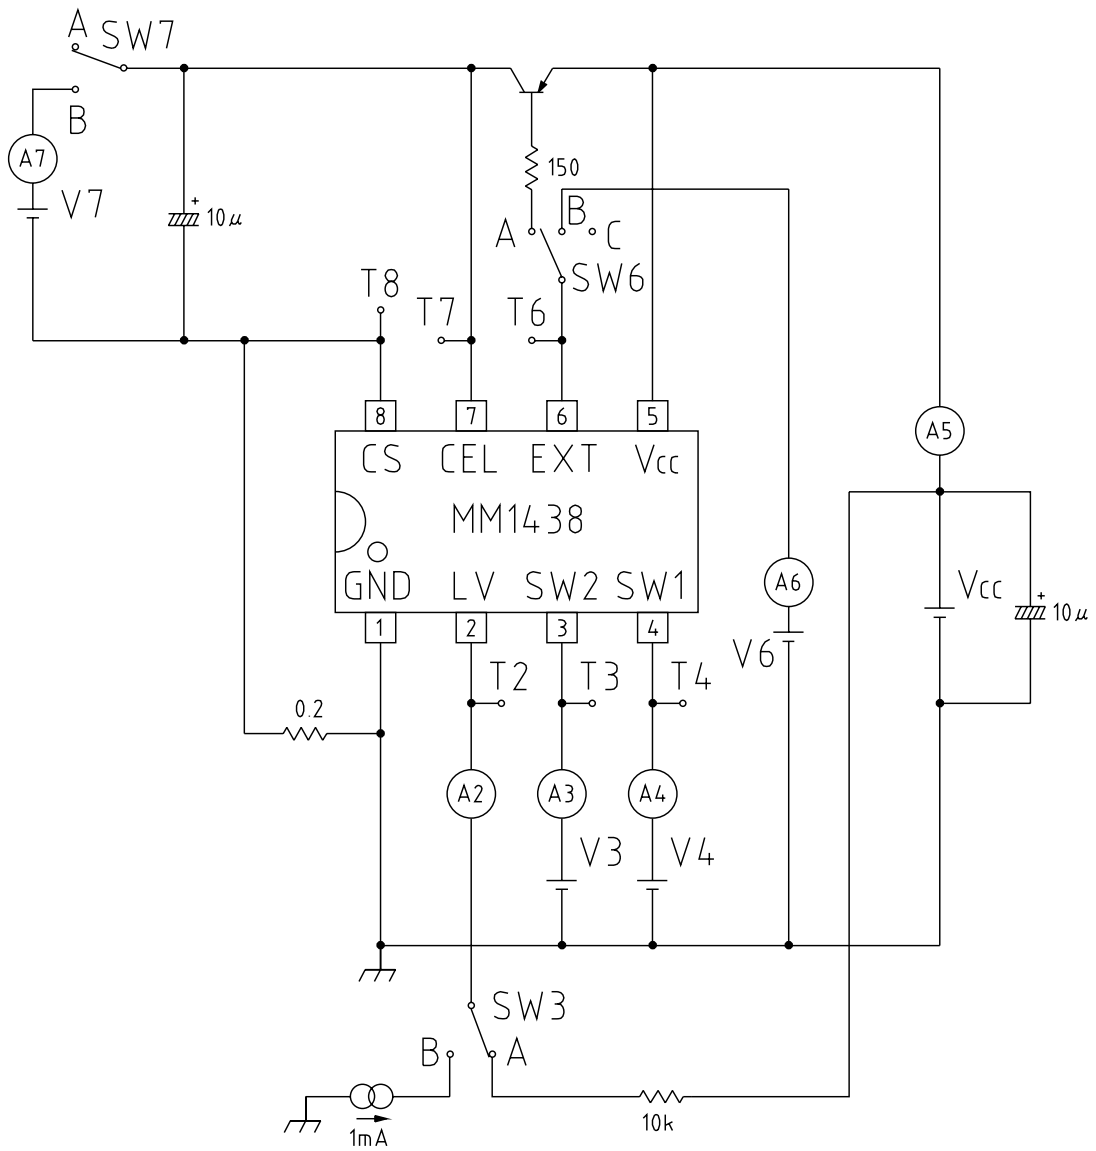 A SW7
B
A7
V7
+
10μ
150
A B C
SW6
T8
T7 T6
8 7 6 5
CS CEL EXT Vcc
MM1438
GND LV SW2 SW1
1 2 3 4
A5
A6
V6
Vcc
+
10μ
T2 T3 T4
0.2
A2 A3 A4
V3 V4
SW3
B A
1mA
10k